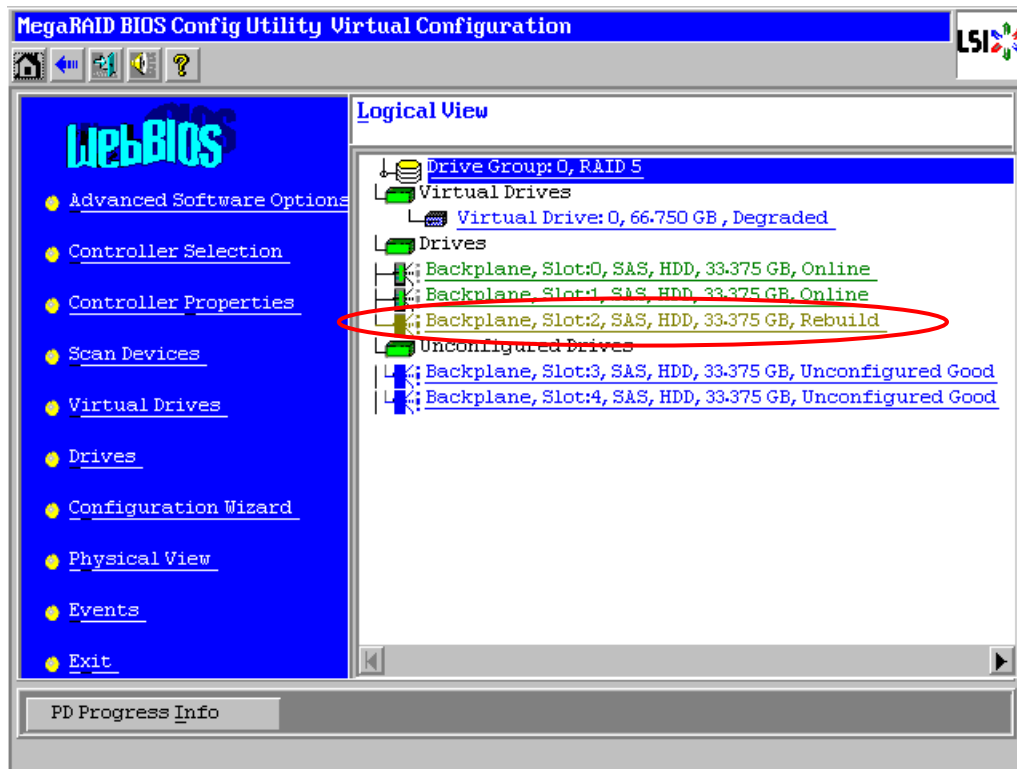 MegaRAID BIOS Config Utility Virtual Configuration
LSI
?
WebBIOS
Advanced Software Options
Controller Selection
Controller Properties
Scan Devices
Virtual Drives
Drives
Configuration Wizard
Physical View
Events
Exit
Logical View
Drive Group: 0, RAID 5
Virtual Drives
Virtual Drive: 0, 66.750 GB , Degraded
Drives
Backplane, Slot:0, SAS, HDD, 33.375 GB, Online
Backplane, Slot:1, SAS, HDD, 33.375 GB, Online
Backplane, Slot:2, SAS, HDD, 33.375 GB, Rebuild
Unconfigured Drives
Backplane, Slot:3, SAS, HDD, 33.375 GB, Unconfigured Good
Backplane, Slot:4, SAS, HDD, 33.375 GB, Unconfigured Good
PD Progress Info